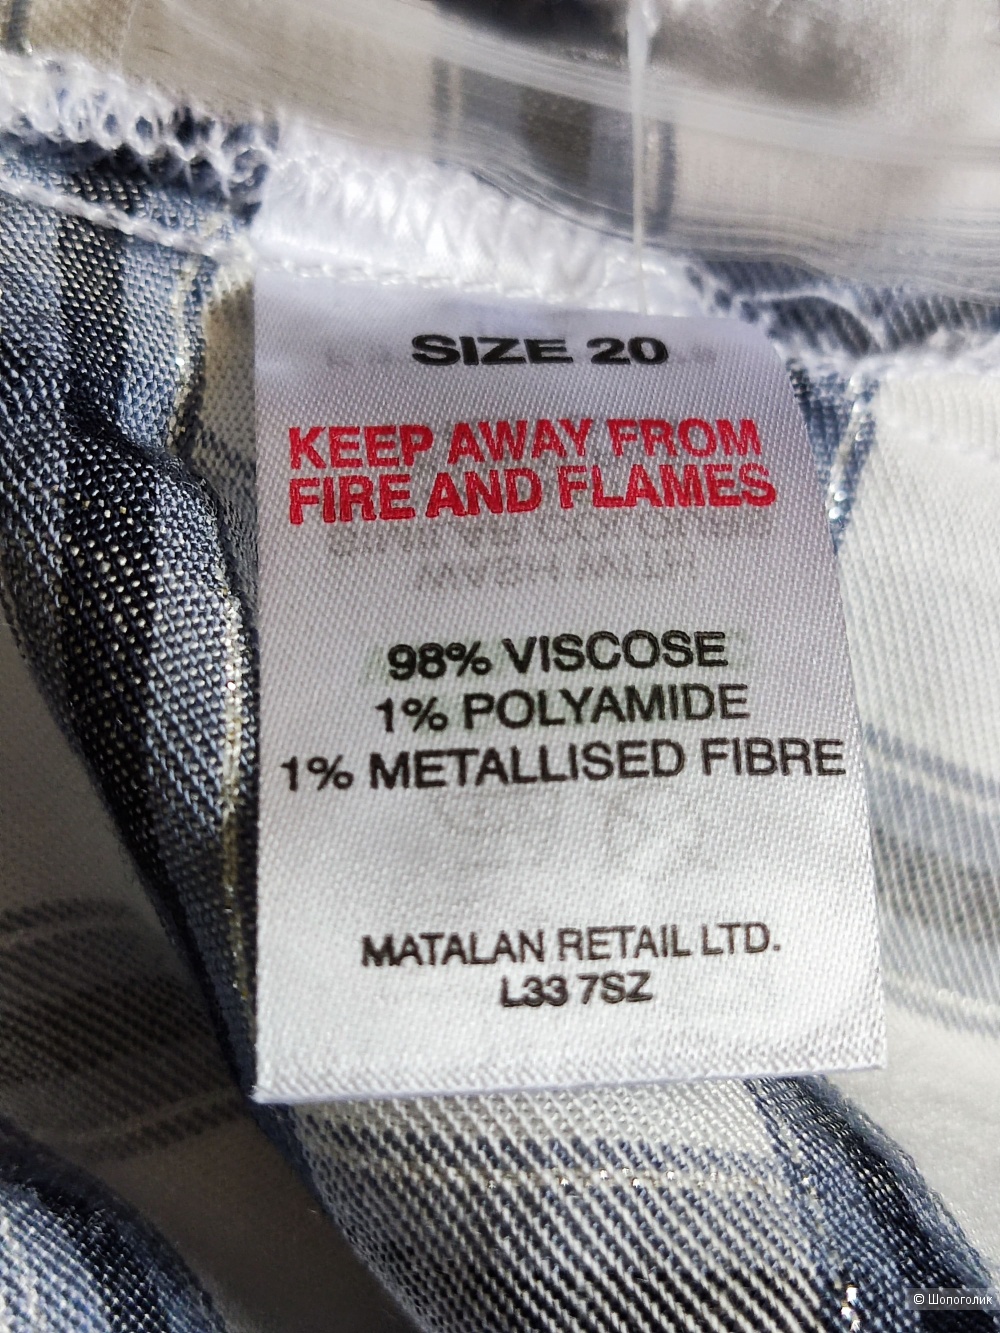 SIZE 20
KEEP AWAY FROM
FIRE AND FLAMES
98% VISCOSE
1% POLYAMIDE
1% METALLISED FIBRE
MATALAN RETAIL LTD.
L33 7SZ
© Шопоголик